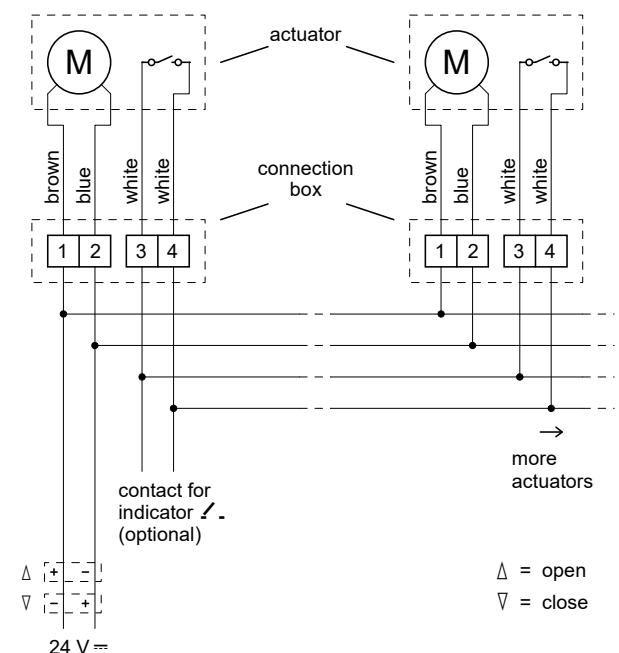 actuator
M
M
brown
blue
white
white
brown
blue
white
white
connection
box
1 2 3 4
1 2 3 4
more
actuators
contact for
indicator
(optional)
+ −
− +
△ = open
▽ = close
24 V ⎓